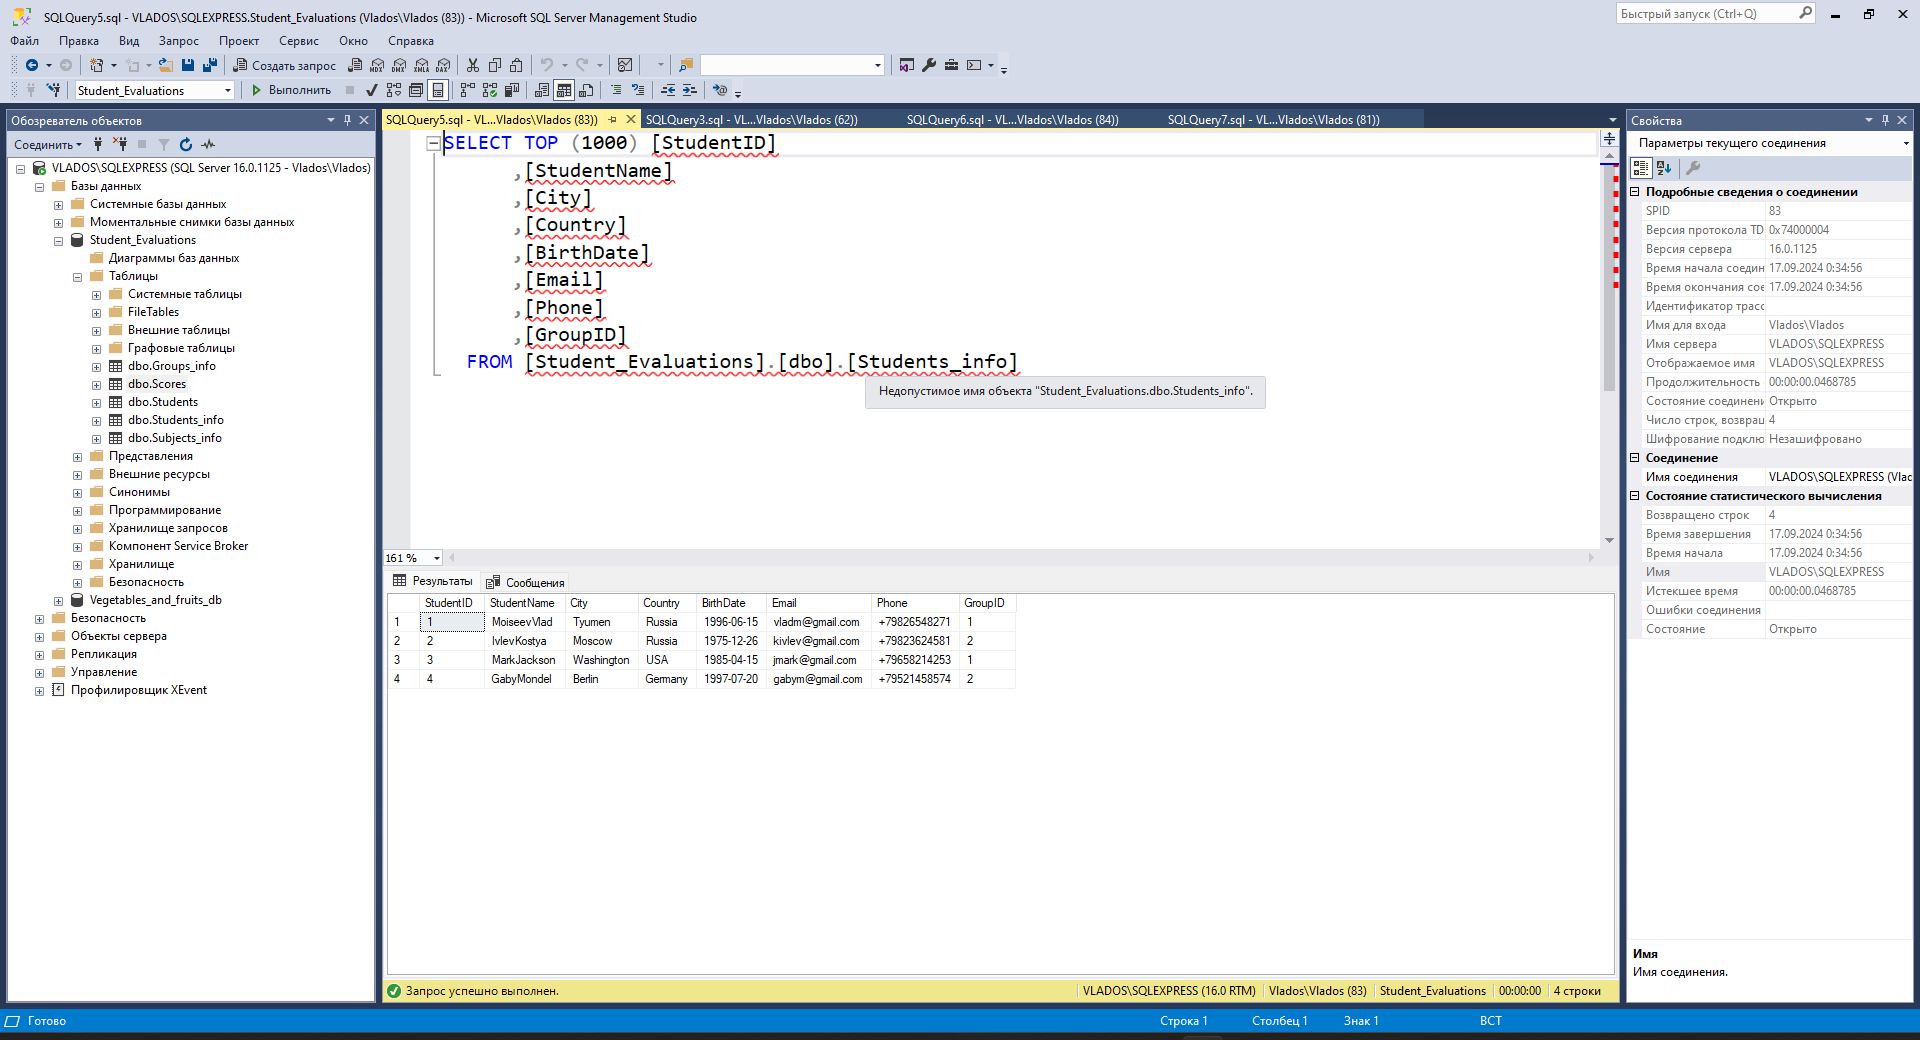 SQLQuery5.sql - VLADOS\SQLEXPRESS.Student_Evaluations (Vlados\Vlados (83)) - Microsoft SQL Server Management Studio
Быстрый запуск (Ctrl+Q)
Файл Правка Вид Запрос Проект Сервис Окно Справка
Создать запрос MDX DMX XMLA DAX
Student_Evaluations Выполнить
Обозреватель объектов
Соединить
VLADOS\SQLEXPRESS (SQL Server 16.0.1125 - Vlados\Vlados)
Базы данных
Системные базы данных
Моментальные снимки базы данных
Student_Evaluations
Диаграммы баз данных
Таблицы
Системные таблицы
FileTables
Внешние таблицы
Графовые таблицы
dbo.Groups_info
dbo.Scores
dbo.Students
dbo.Students_info
dbo.Subjects_info
Представления
Внешние ресурсы
Синонимы
Программирование
Хранилище запросов
Компонент Service Broker
Хранилище
Безопасность
Vegetables_and_fruits_db
Безопасность
Объекты сервера
Репликация
Управление
Профилировщик XEvent
SQLQuery5.sql - VL...Vlados\Vlados (83)) SQLQuery3.sql - VL...Vlados\Vlados (62)) SQLQuery6.sql - VL...Vlados\Vlados (84)) SQLQuery7.sql - VL...Vlados\Vlados (81))
SELECT TOP (1000) [StudentID]
,[StudentName]
,[City]
,[Country]
,[BirthDate]
,[Email]
,[Phone]
,[GroupID]
FROM [Student_Evaluations].[dbo].[Students_info]
Недопустимое имя объекта "Student_Evaluations.dbo.Students_info".
161 %
Результаты Сообщения
StudentID StudentName City Country BirthDate Email Phone GroupID
1 1 MoiseevVlad Tyumen Russia 1996-06-15 vladm@gmail.com +79826548271 1
2 2 IvlevKostya Moscow Russia 1975-12-26 kivlev@gmail.com +79823624581 2
3 3 MarkJackson Washington USA 1985-04-15 jmark@gmail.com +79658214253 1
4 4 GabyMondel Berlin Germany 1997-07-20 gabym@gmail.com +79521458574 2
Запрос успешно выполнен. VLADOS\SQLEXPRESS (16.0 RTM) Vlados\Vlados (83) Student_Evaluations 00:00:00 4 строки
Свойства
Параметры текущего соединения
Подробные сведения о соединении
SPID 83
Версия протокола TD 0x74000004
Версия сервера 16.0.1125
Время начала соедин 17.09.2024 0:34:56
Время окончания сое 17.09.2024 0:34:56
Идентификатор трасс
Имя для входа Vlados\Vlados
Имя сервера VLADOS\SQLEXPRESS
Отображаемое имя VLADOS\SQLEXPRESS
Продолжительность 00:00:00.0468785
Состояние соединени Открыто
Число строк, возвращ 4
Шифрование подклю Незашифровано
Соединение
Имя соединения VLADOS\SQLEXPRESS (Vlac
Состояние статистического вычисления
Возвращено строк 4
Время завершения 17.09.2024 0:34:56
Время начала 17.09.2024 0:34:56
Имя VLADOS\SQLEXPRESS
Истекшее время 00:00:00.0468785
Ошибки соединения
Состояние Открыто
Имя
Имя соединения.
Готово Строка 1 Столбец 1 Знак 1 ВСТ